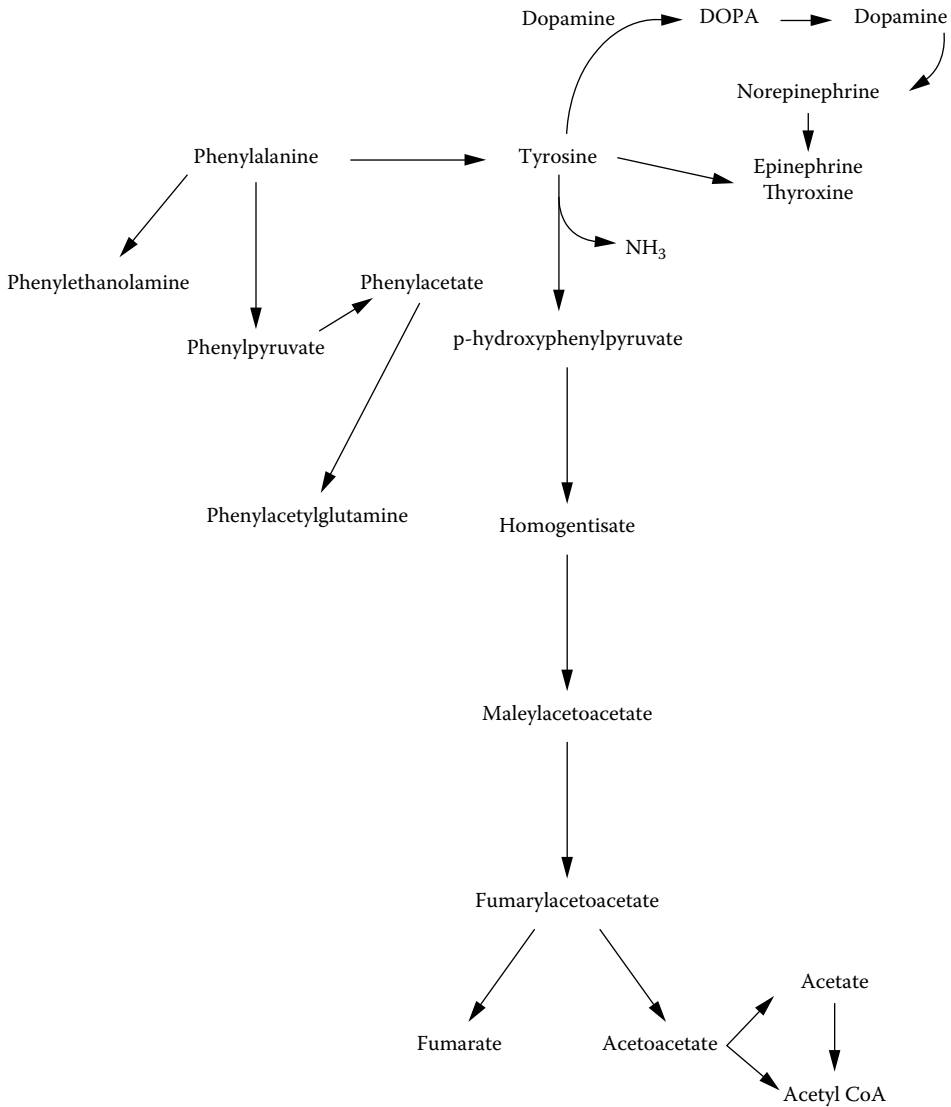 Dopamine
DOPA
Dopamine
Norepinephrine
Phenylalanine
Tyrosine
Epinephrine
Thyroxine
NH3
Phenylethanolamine
Phenylacetate
Phenylpyruvate
p-hydroxyphenylpyruvate
Phenylacetylglutamine
Homogentisate
Maleylacetoacetate
Fumarylacetoacetate
Acetate
Fumarate
Acetoacetate
Acetyl CoA